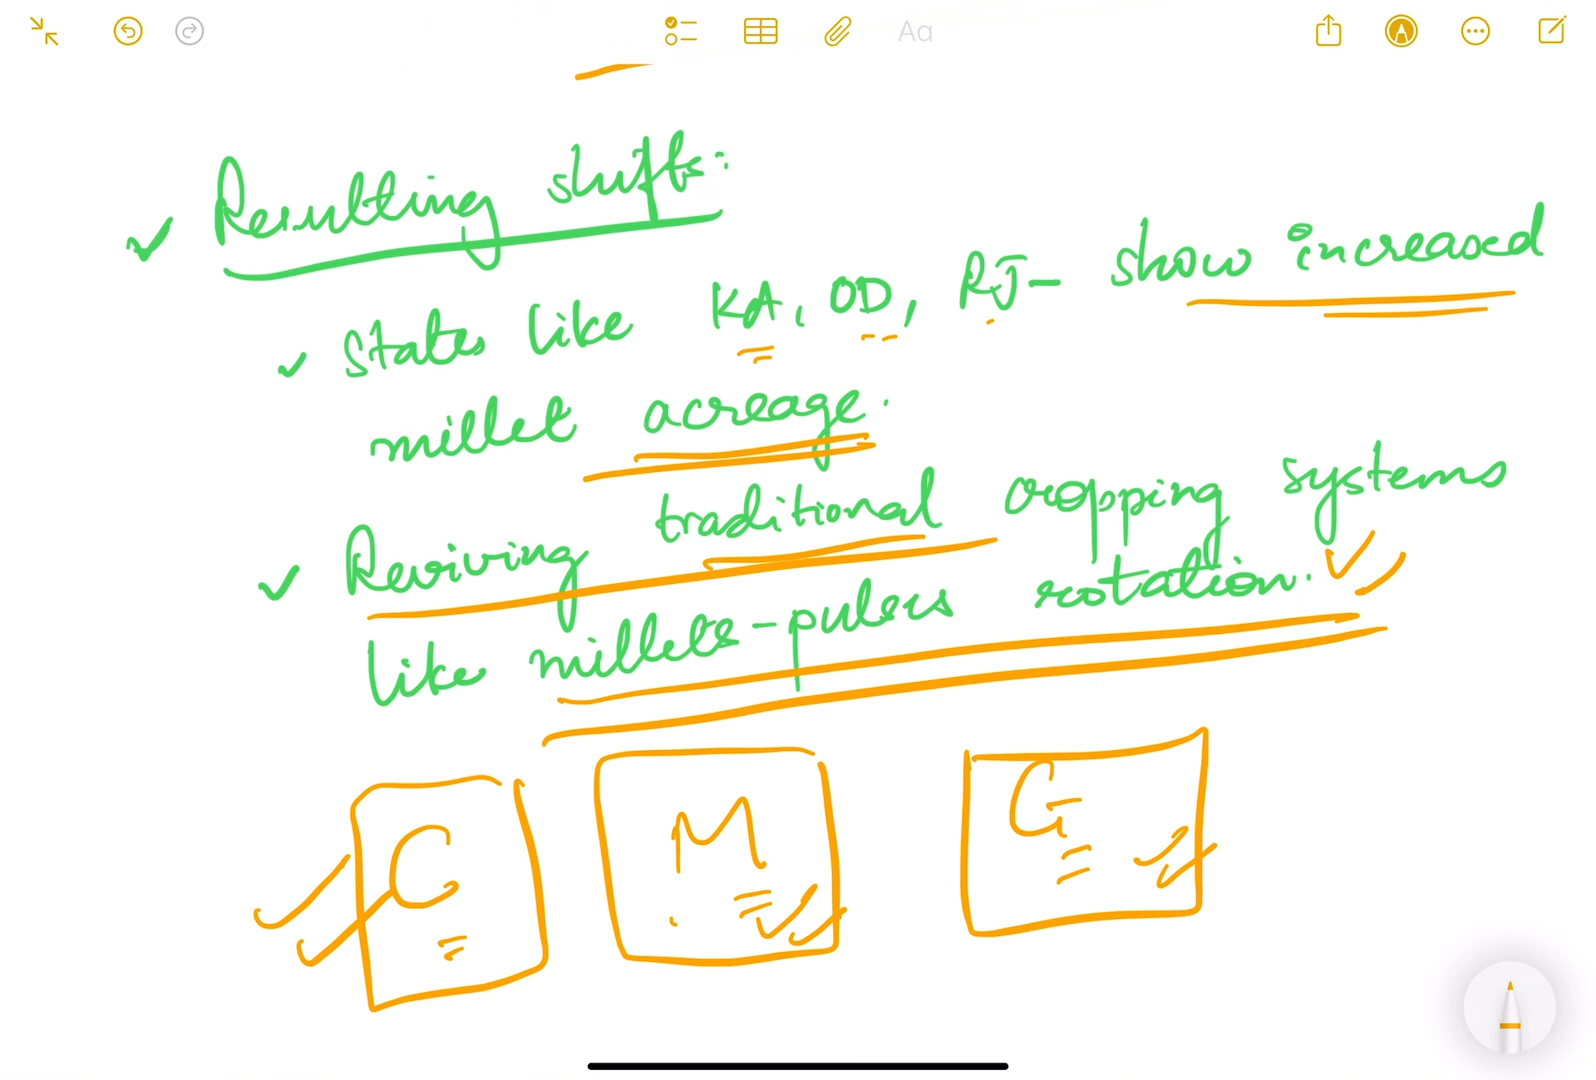 Aa
Resulting shifts:
States like KA, OD, RJ- show increased
millet acreage.
Reviving traditional cropping systems
like millets-pulses rotation.
C M G